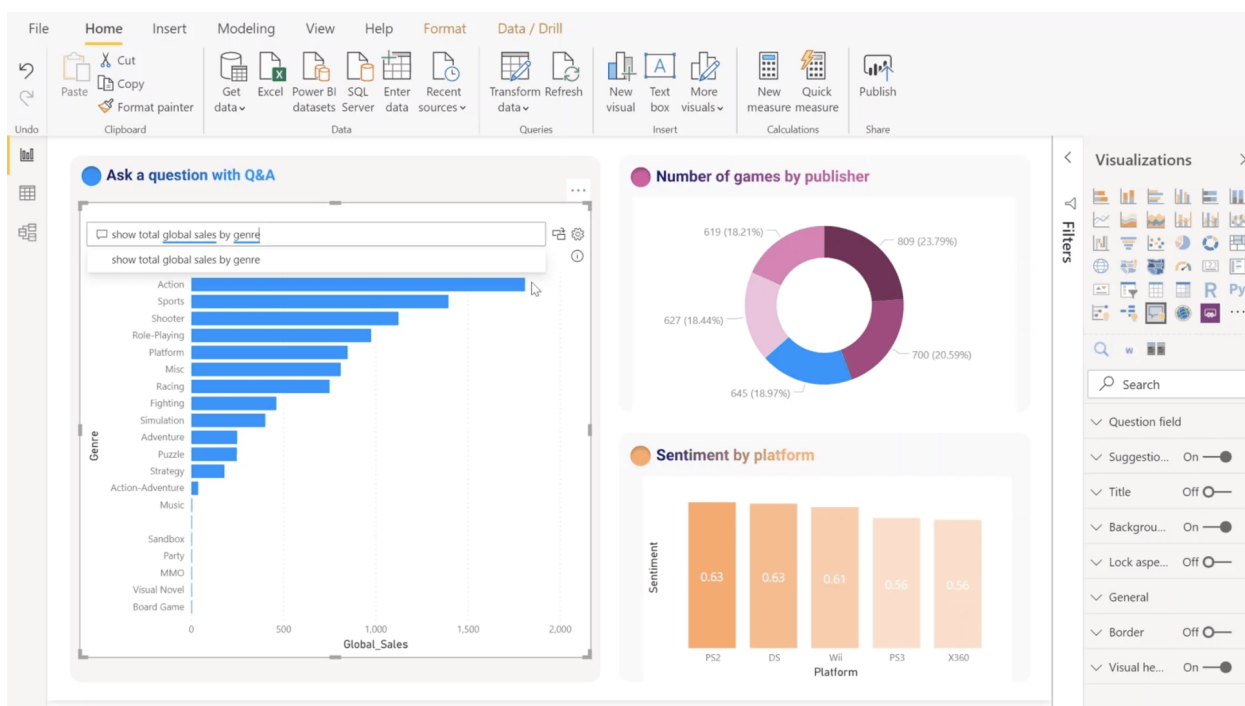 File Home Insert Modeling View Help Format Data / Drill
Paste
Cut
Copy
Format painter
Get data
Excel
Power BI datasets
SQL Server
Enter data
Recent sources
Transform data
Refresh
New visual
Text box
More visuals
New measure
Quick measure
Publish
Undo Clipboard Data Queries Insert Calculations Share
Ask a question with Q&A
show total global sales by genre
show total global sales by genre
Action
Sports
Shooter
Role-Playing
Platform
Misc
Racing
Fighting
Simulation
Adventure
Puzzle
Strategy
Action-Adventure
Music
Sandbox
Party
MMO
Visual Novel
Board Game
Genre
0 500 1,000 1,500 2,000
Global_Sales
Number of games by publisher
619 (18.21%)
809 (23.79%)
627 (18.44%)
700 (20.59%)
645 (18.97%)
Sentiment by platform
Sentiment
0.63 0.63 0.61 0.56 0.56
PS2 DS Wii PS3 X360
Platform
Filters
Visualizations
R Py
Search
Question field
Suggestio... On
Title Off
Backgrou... On
Lock aspe... Off
General
Border Off
Visual he... On